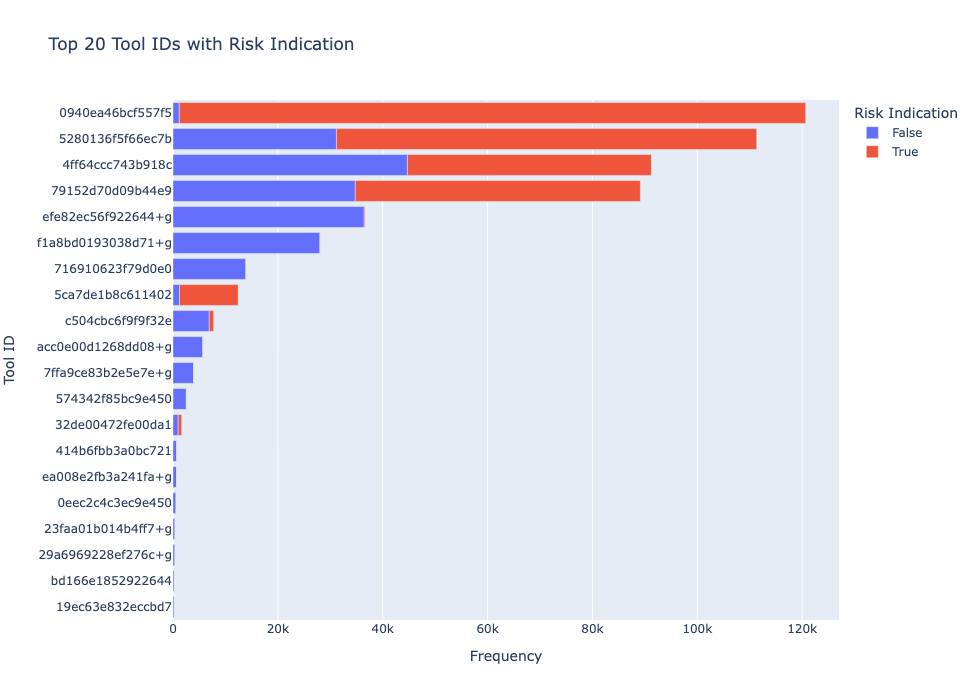 Top 20 Tool IDs with Risk Indication
Risk Indication
False
True
Tool ID
0940ea46bcf557f5
5280136f5f66ec7b
4ff64ccc743b918c
79152d70d09b44e9
efe82ec56f922644+g
f1a8bd0193038d71+g
716910623f79d0e0
5ca7de1b8c611402
c504cbc6f9f9f32e
acc0e00d1268dd08+g
7ffa9ce83b2e5e7e+g
574342f85bc9e450
32de00472fe00da1
414b6fbb3a0bc721
ea008e2fb3a241fa+g
0eec2c4c3ec9e450
23faa01b014b4ff7+g
29a6969228ef276c+g
bd166e1852922644
19ec63e832eccbd7
0 20k 40k 60k 80k 100k 120k
Frequency